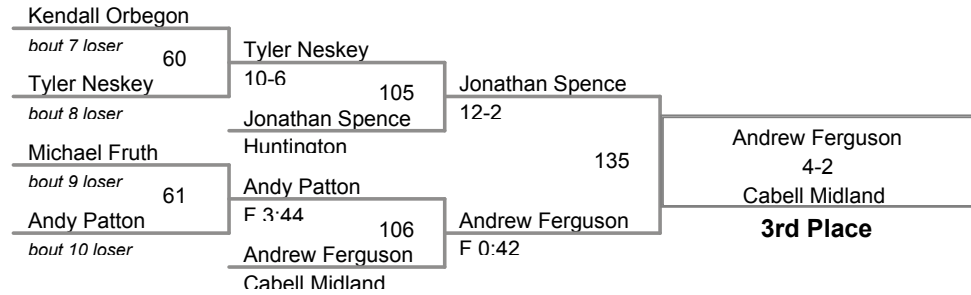 Kendall Orbegon
bout 7 loser
60
Tyler Neskey
bout 8 loser
Michael Fruth
bout 9 loser
61
Andy Patton
bout 10 loser
Tyler Neskey
10-6
105
Jonathan Spence
Huntington
Andy Patton
F 3:44
106
Andrew Ferguson
Cabell Midland
Jonathan Spence
12-2
135
Andrew Ferguson
F 0:42
Andrew Ferguson
4-2
Cabell Midland
3rd Place